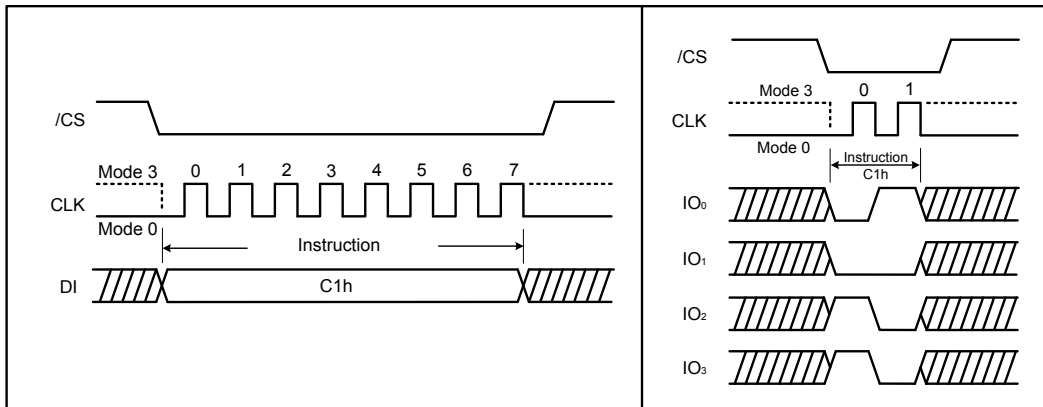 /CS
Mode 3
0 1 2 3 4 5 6 7
CLK
Mode 0
Instruction
DI
C1h
/CS
Mode 3
0 1
CLK
Mode 0
Instruction
C1h
IO₀
IO₁
IO₂
IO₃